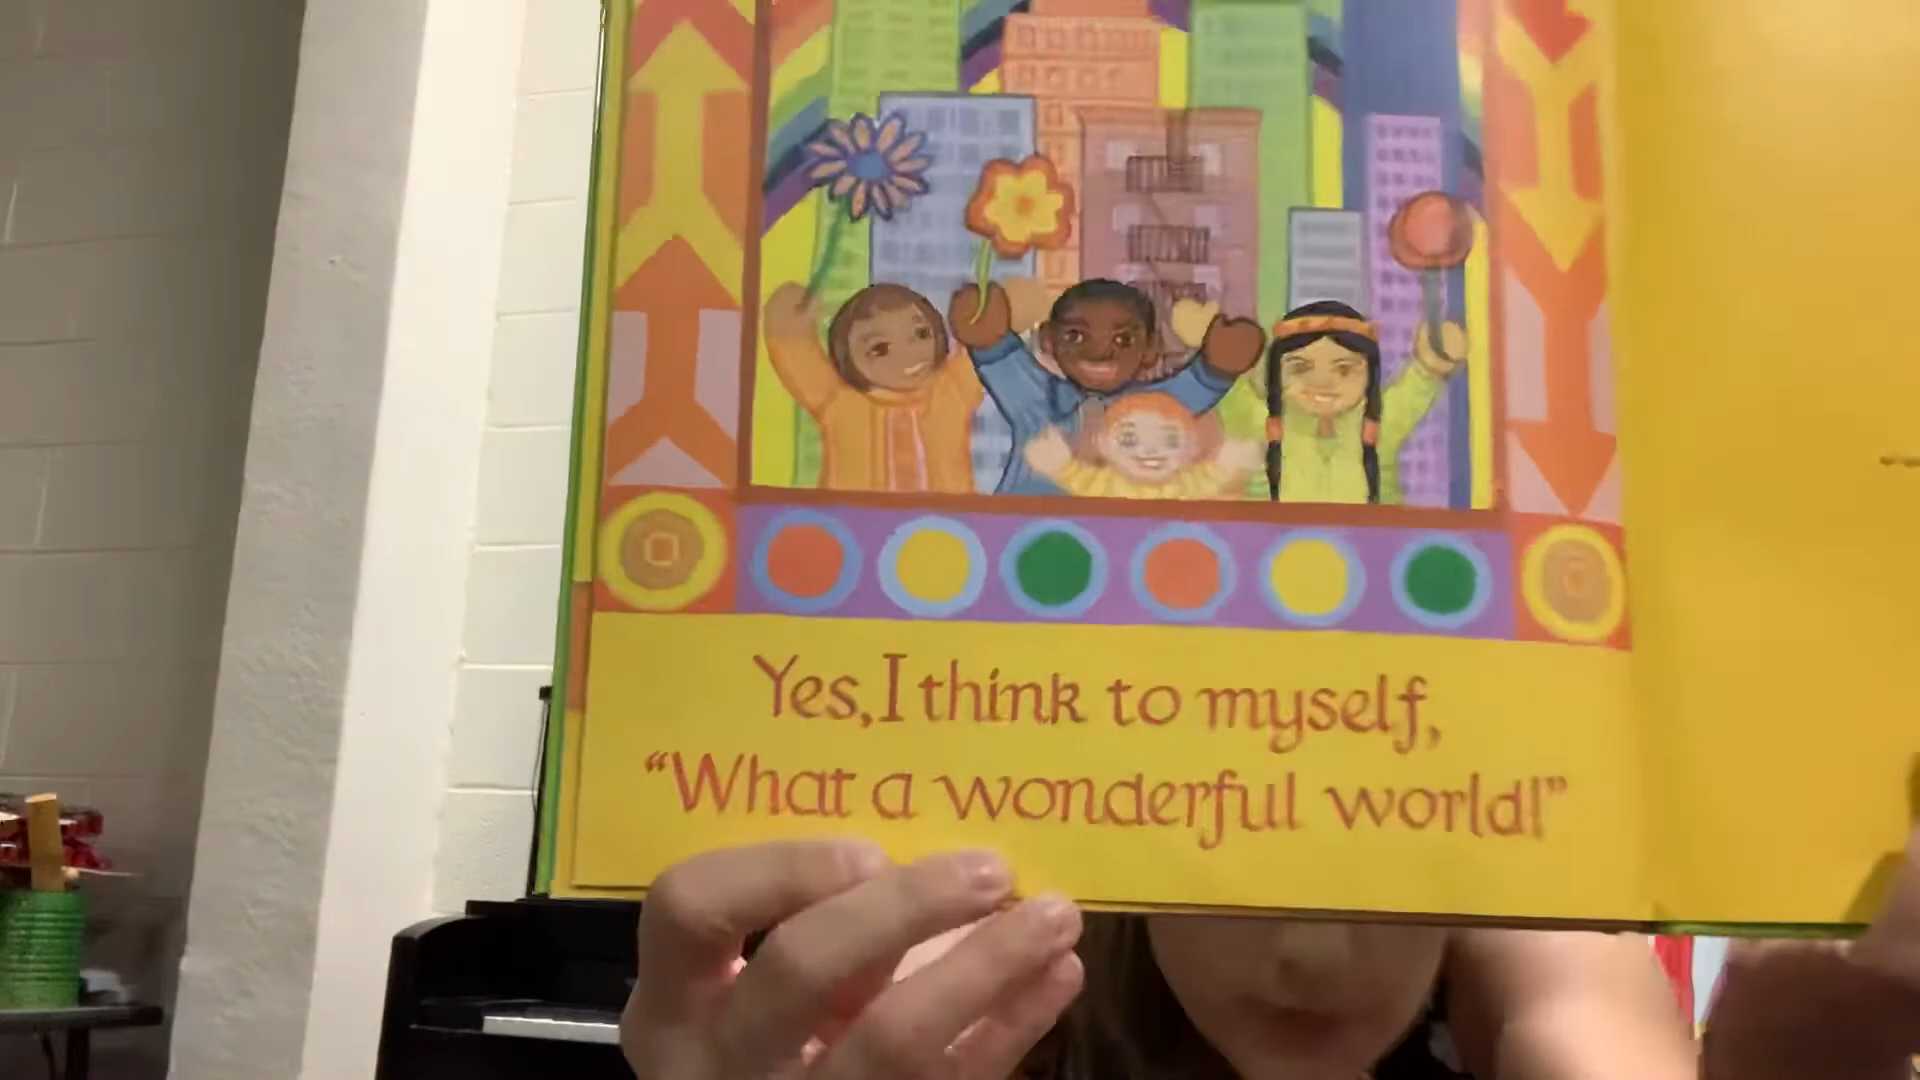 Yes, I think to myself,
“What a wonderful world!”